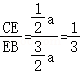 CE/EB = (1/2 a)/(3/2 a) = 1/3